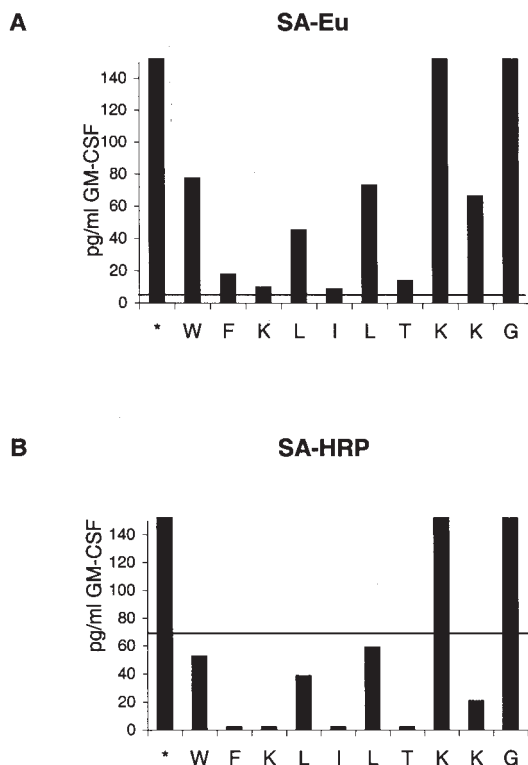 A
SA-Eu
pg/ml GM-CSF
140
120
100
80
60
40
20
0
* W F K L I L T K K G
B
SA-HRP
pg/ml GM-CSF
140
120
100
80
60
40
20
0
* W F K L I L T K K G